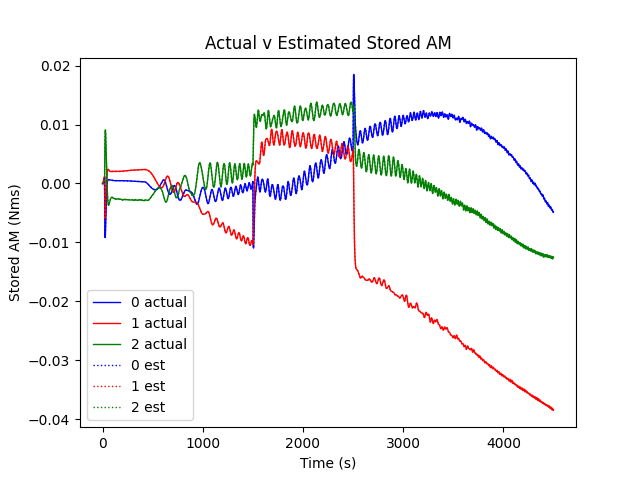 Actual v Estimated Stored AM
Stored AM (Nms)
0.02
0.01
0.00
−0.01
−0.02
−0.03
−0.04
0 actual
1 actual
2 actual
0 est
1 est
2 est
0
1000
2000
3000
4000
Time (s)